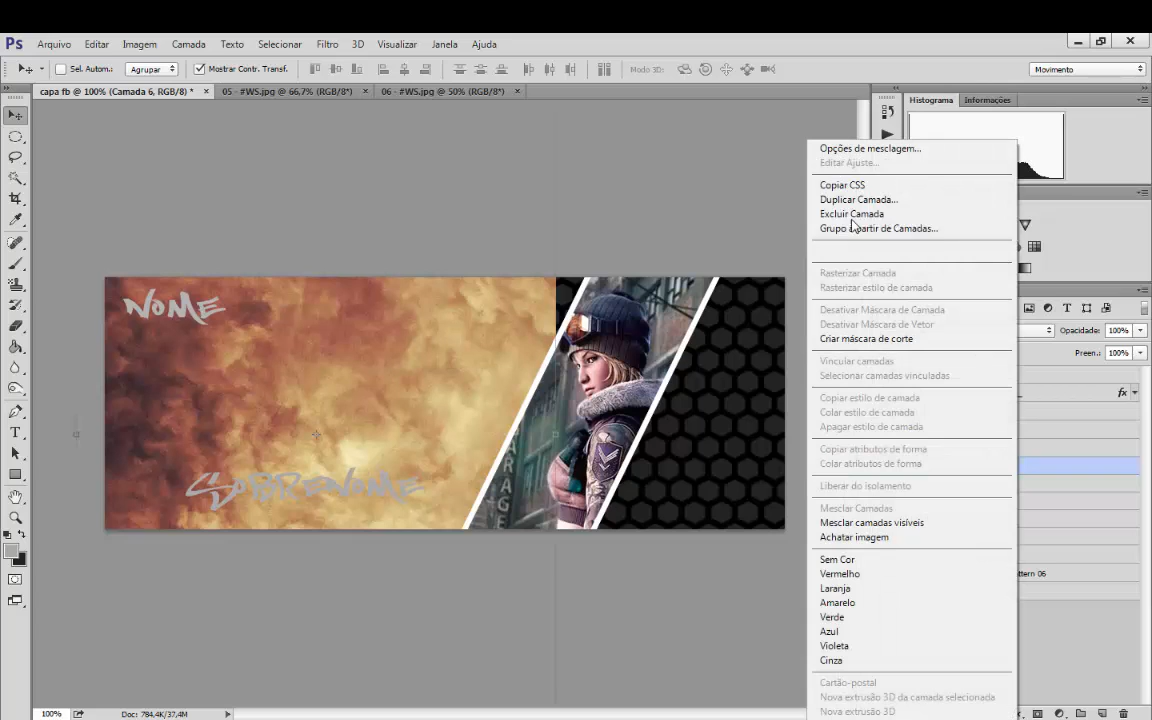 Ps Arquivo Editar Imagem Camada Texto Selecionar Filtro 3D Visualizar Janela Ajuda
Sel. Autom.: Agrupar Mostrar Contr. Transf. Modo 3D: Movimento
capa fb @ 100% (Camada 6, RGB/8) * × 05 - #WS.jpg @ 66,7% (RGB/8*) × 06 - #WS.jpg @ 50% (RGB/8*) ×
Histograma Informações
Opções de mesclagem...
Editar Ajuste...
Copiar CSS
Duplicar Camada...
Excluir Camada
Grupo a partir de Camadas...
Rasterizar Camada
Rasterizar estilo de camada
Desativar Máscara de Camada
Desativar Máscara de Vetor
Criar máscara de corte
Vincular camadas
Selecionar camadas vinculadas
Copiar estilo de camada
Colar estilo de camada
Apagar estilo de camada
Copiar atributos de forma
Colar atributos de forma
Liberar do isolamento
Mesclar Camadas
Mesclar camadas visíveis
Achatar imagem
Sem Cor
Vermelho
Laranja
Amarelo
Verde
Azul
Violeta
Cinza
Cartão-postal
Nova extrusão 3D da camada selecionada
Nova extrusão 3D
Opacidade: 100%
Preen.: 100%
fx
ttern 06
NOME
SOBRENOME
ARAGE
100% Doc: 784,4K/37,4M